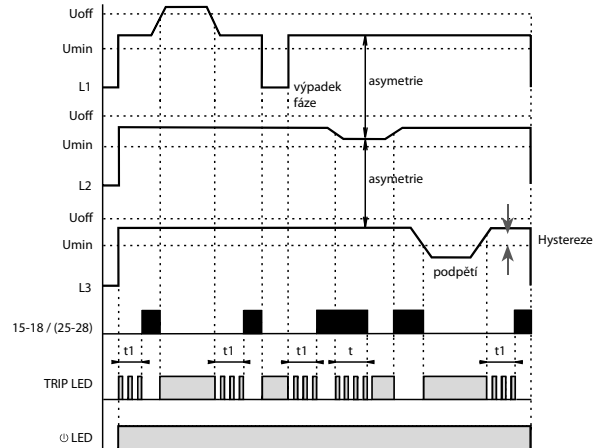 Uoff
Umin
asymetrie
L1
výpadek
fáze
Uoff
Umin
asymetrie
L2
Uoff
Umin
Hystereze
podpětí
L3
15-18 / (25-28)
t1
t1
t1
t
t1
TRIP LED
⏻ LED